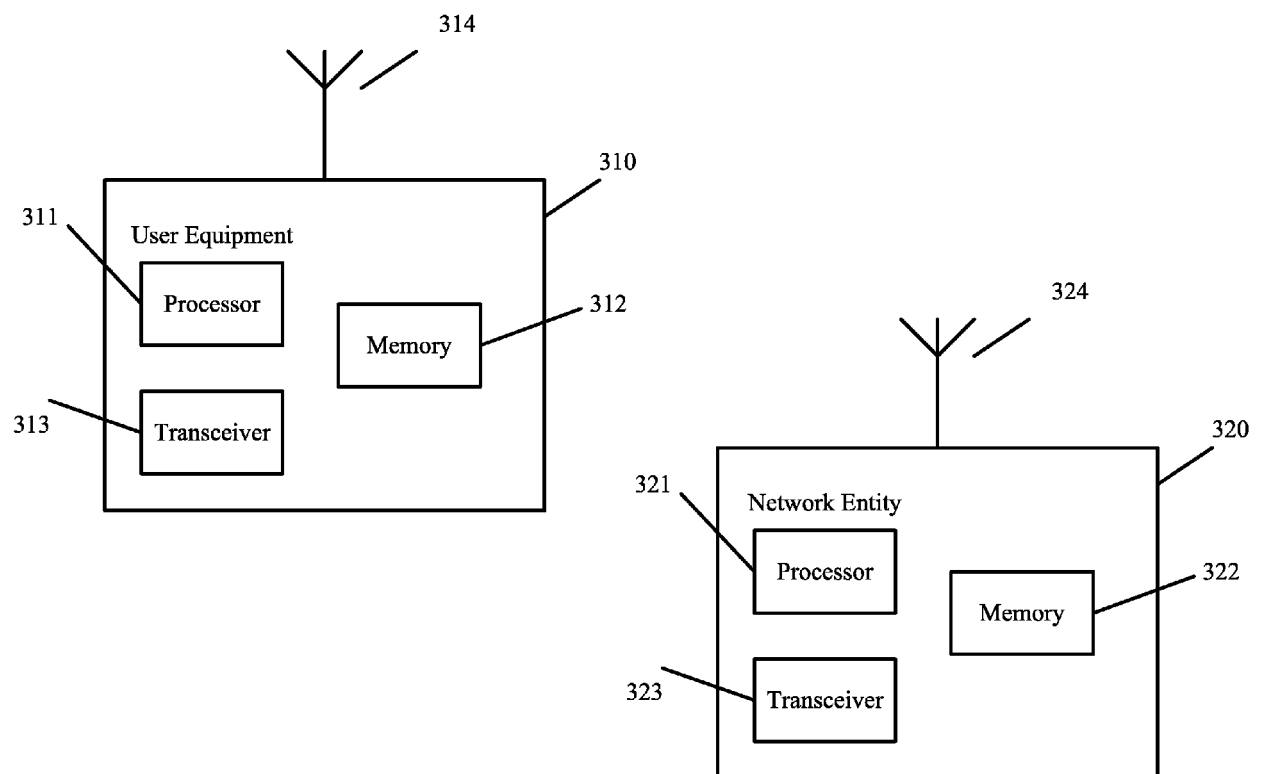 314
310
311
User Equipment
Processor
312
Memory
313
Transceiver
324
320
321
Network Entity
Processor
322
Memory
323
Transceiver